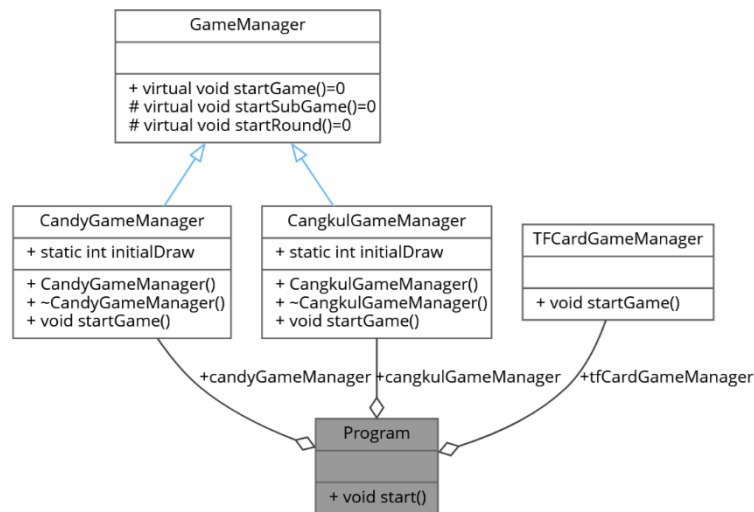 GameManager
+ virtual void startGame()=0
# virtual void startSubGame()=0
# virtual void startRound()=0
CandyGameManager
+ static int initialDraw
+ CandyGameManager()
+ ~CandyGameManager()
+ void startGame()
CangkulGameManager
+ static int initialDraw
+ CangkulGameManager()
+ ~CangkulGameManager()
+ void startGame()
TFCardGameManager
+ void startGame()
+candyGameManager
+cangkulGameManager
+tfCardGameManager
Program
+ void start()